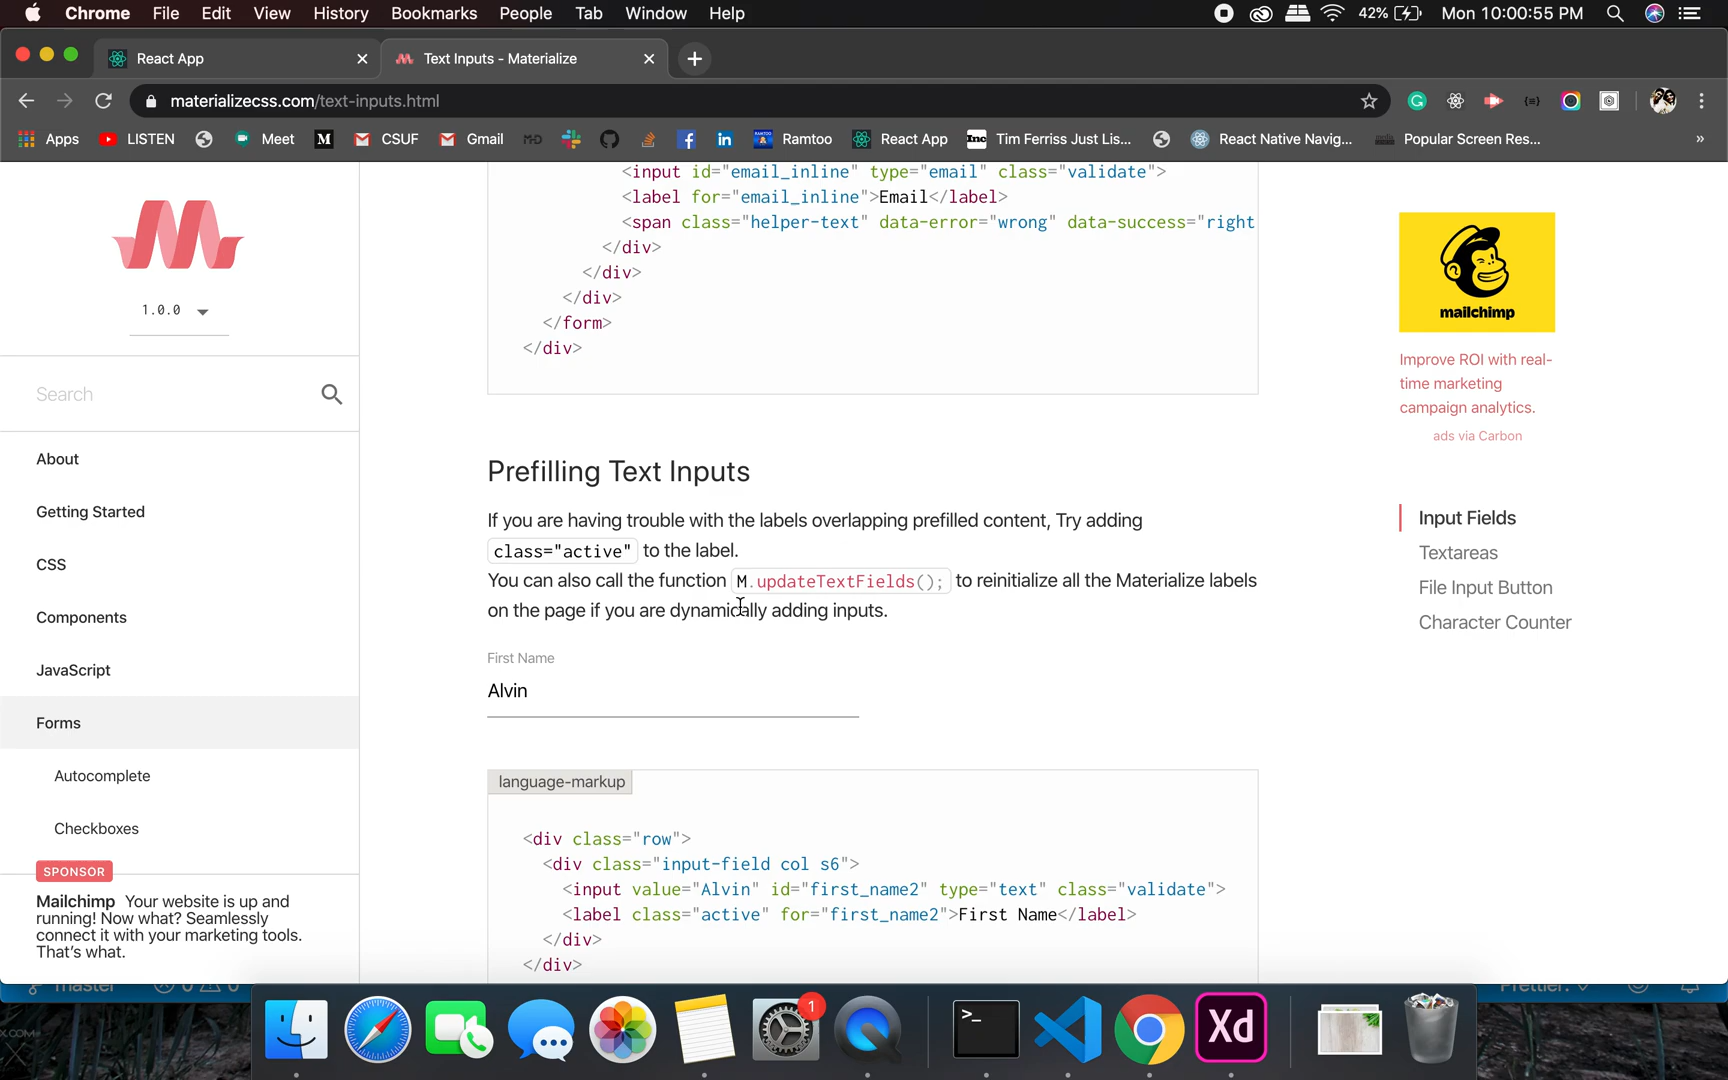 Chrome File Edit View History Bookmarks People Tab Window Help 42% Mon 10:00:55 PM
React App Text Inputs - Materialize
materializecss.com/text-inputs.html
Apps LISTEN Meet M CSUF Gmail Ramtoo React App Inc Tim Ferriss Just Lis... React Native Navig... Popular Screen Res... »
1.0.0
Search
About
Getting Started
CSS
Components
JavaScript
Forms
Autocomplete
Checkboxes
SPONSOR
Mailchimp Your website is up and
running! Now what? Seamlessly
connect it with your marketing tools.
That's what.
<input id="email_inline" type="email" class="validate">
<label for="email_inline">Email</label>
<span class="helper-text" data-error="wrong" data-success="right
</div>
</div>
</div>
</form>
</div>
Prefilling Text Inputs
If you are having trouble with the labels overlapping prefilled content, Try adding
class="active" to the label.
You can also call the function M.updateTextFields(); to reinitialize all the Materialize labels
on the page if you are dynamically adding inputs.
First Name
Alvin
language-markup
<div class="row">
<div class="input-field col s6">
<input value="Alvin" id="first_name2" type="text" class="validate">
<label class="active" for="first_name2">First Name</label>
</div>
</div>
mailchimp
Improve ROI with real-
time marketing
campaign analytics.
ads via Carbon
Input Fields
Textareas
File Input Button
Character Counter
master 0 0
Prettier:
1
>_
Xd